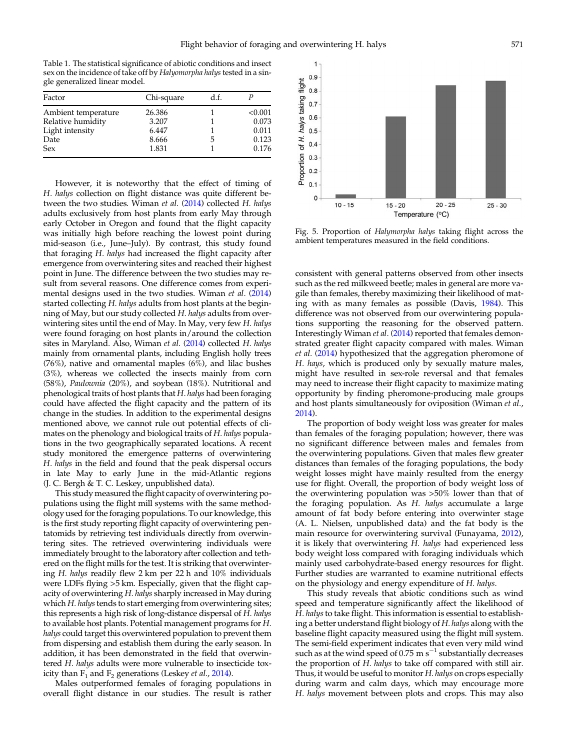 Flight behavior of foraging and overwintering H. halys
571
Table 1. The statistical significance of abiotic conditions and insect
sex on the incidence of take off by Halyomorpha halys tested in a sin-
gle generalized linear model.
Factor Chi-square d.f. P
Ambient temperature 26.386 1 <0.001
Relative humidity 3.207 1 0.073
Light intensity 6.447 1 0.011
Date 8.666 5 0.123
Sex 1.831 1 0.176
However, it is noteworthy that the effect of timing of
H. halys collection on flight distance was quite different be-
tween the two studies. Wiman et al. (2014) collected H. halys
adults exclusively from host plants from early May through
early October in Oregon and found that the flight capacity
was initially high before reaching the lowest point during
mid-season (i.e., June–July). By contrast, this study found
that H. halys had increased the flight capacity after
emergence from overwintering sites and reached their highest
point in June. The difference between the two studies may re-
sult from several reasons. One difference comes from experi-
mental designs used in the two studies. Wiman et al. (2014)
started collecting H. halys adults from host plants at the begin-
ning of May, but our study collected H. halys adults from over-
wintering sites until the end of May. In May, very few H. halys
were found foraging on host plants in/around the collection
sites in Maryland. Also, Wiman et al. (2014) collected H. halys
mainly from ornamental plants, including English holly trees
(76%), native and ornamental maples (6%), and lilac bushes
(3%), whereas we collected the insects mainly from corn
(58%), Paulownia (20%), and soybean (18%). Nutritional and
phenological traits of host plants that H. halys had been foraging
could have affected the flight capacity and the pattern of its
change in the studies. In addition to the experimental designs
mentioned above, we cannot rule out potential effects of cli-
mates on the phenology and biological traits of H. halys popula-
tions in the two geographically separated locations. A recent
study monitored the emergence patterns of overwintering
H. halys in the field and found that the peak dispersal occurs
in late May to early June in the mid-Atlantic regions
(J. C. Bergh & T. C. Leskey, unpublished data).
This study measured the flight capacity of overwintering po-
pulations using the flight mill systems with the same method-
ology used for the foraging populations. To our knowledge, this
is the first study reporting flight capacity of overwintering pen-
tatomids by retrieving test individuals directly from overwin-
tering sites. The retrieved overwintering individuals were
immediately brought to the laboratory after collection and teth-
ered on the flight mills for the test. It is striking that overwinter-
ing H. halys readily flew 2 km per 22 h and 10% individuals
were LDFs flying >5 km. Especially, given that the flight cap-
acity of overwintering H. halys sharply increased in May during
which H. halys tends to start emerging from overwintering sites;
this represents a high risk of long-distance dispersal of H. halys
to available host plants. Potential management programs for H.
halys could target this overwintered population to prevent them
from dispersing and establish them during the early season. In
addition, it has been demonstrated in the field that overwin-
tered H. halys adults were more vulnerable to insecticide tox-
icity than F1 and F2 generations (Leskey et al., 2014).
Males outperformed females of foraging populations in
overall flight distance in our studies. The result is rather
Proportion of H. halys taking flight
1
0.9
0.8
0.7
0.6
0.5
0.4
0.3
0.2
0.1
0
10 - 15 15 - 20 20 - 25 25 - 30
Temperature (ºC)
Fig. 5. Proportion of Halymorpha halys taking flight across the
ambient temperatures measured in the field conditions.
consistent with general patterns observed from other insects
such as the red milkweed beetle; males in general are more va-
gile than females, thereby maximizing their likelihood of mat-
ing with as many females as possible (Davis, 1984). This
difference was not observed from our overwintering popula-
tions supporting the reasoning for the observed pattern.
Interestingly Wiman et al. (2014) reported that females demon-
strated greater flight capacity compared with males. Wiman
et al. (2014) hypothesized that the aggregation pheromone of
H. hays, which is produced only by sexually mature males,
might have resulted in sex-role reversal and that females
may need to increase their flight capacity to maximize mating
opportunity by finding pheromone-producing male groups
and host plants simultaneously for oviposition (Wiman et al.,
2014).
The proportion of body weight loss was greater for males
than females of the foraging population; however, there was
no significant difference between males and females from
the overwintering populations. Given that males flew greater
distances than females of the foraging populations, the body
weight losses might have mainly resulted from the energy
use for flight. Overall, the proportion of body weight loss of
the overwintering population was >50% lower than that of
the foraging population. As H. halys accumulate a large
amount of fat body before entering into overwinter stage
(A. L. Nielsen, unpublished data) and the fat body is the
main resource for overwintering survival (Funayama, 2012),
it is likely that overwintering H. halys had experienced less
body weight loss compared with foraging individuals which
mainly used carbohydrate-based energy resources for flight.
Further studies are warranted to examine nutritional effects
on the physiology and energy expenditure of H. halys.
This study reveals that abiotic conditions such as wind
speed and temperature significantly affect the likelihood of
H. halys to take flight. This information is essential to establish-
ing a better understand flight biology of H. halys along with the
baseline flight capacity measured using the flight mill system.
The semi-field experiment indicates that even very mild wind
such as at the wind speed of 0.75 m s−1 substantially decreases
the proportion of H. halys to take off compared with still air.
Thus, it would be useful to monitor H. halys on crops especially
during warm and calm days, which may encourage more
H. halys movement between plots and crops. This may also